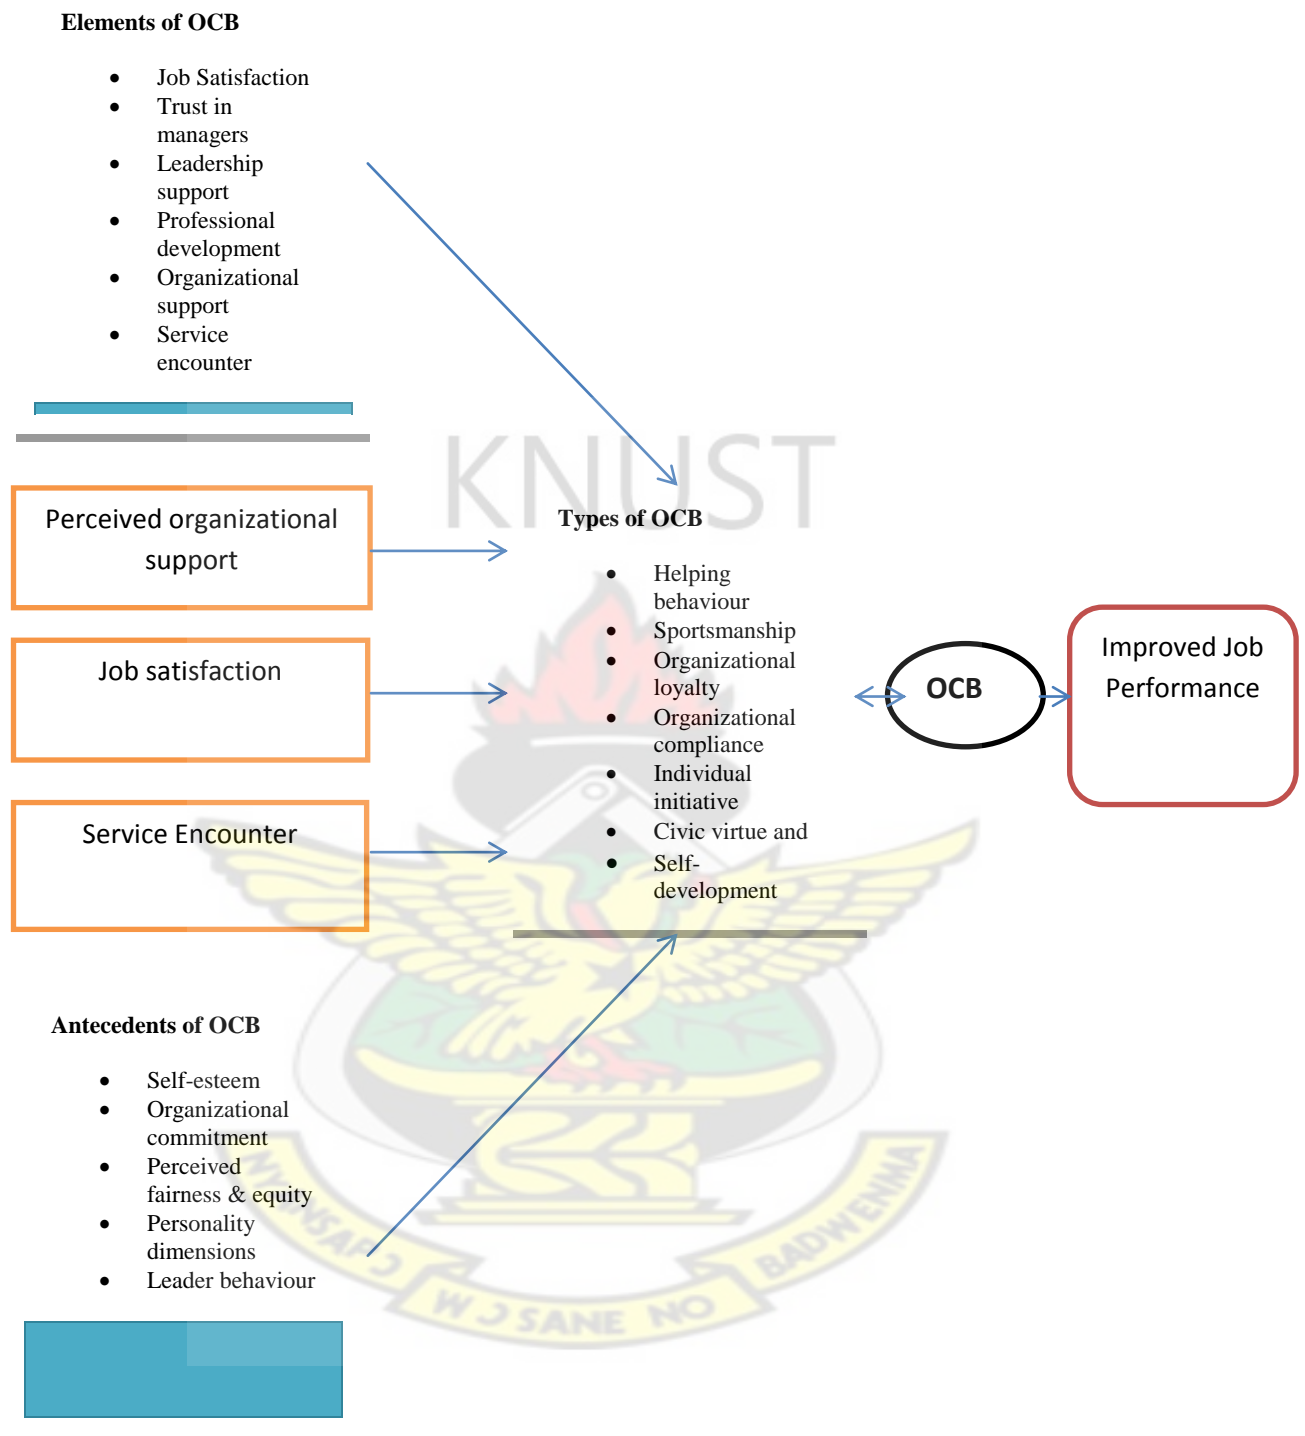 Elements of OCB
Job Satisfaction
Trust in
managers
Leadership
support
Professional
development
Organizational
support
Service
encounter
KNUST
Perceived organizational
support
Job satisfaction
Service Encounter
Types of OCB
Helping
behaviour
Sportsmanship
Organizational
loyalty
Organizational
compliance
Individual
initiative
Civic virtue and
Self-
development
OCB
Improved Job
Performance
Antecedents of OCB
Self-esteem
Organizational
commitment
Perceived
fairness & equity
Personality
dimensions
Leader behaviour
NYANSAPƆ
W Ɔ SANE NO
BADWENMA